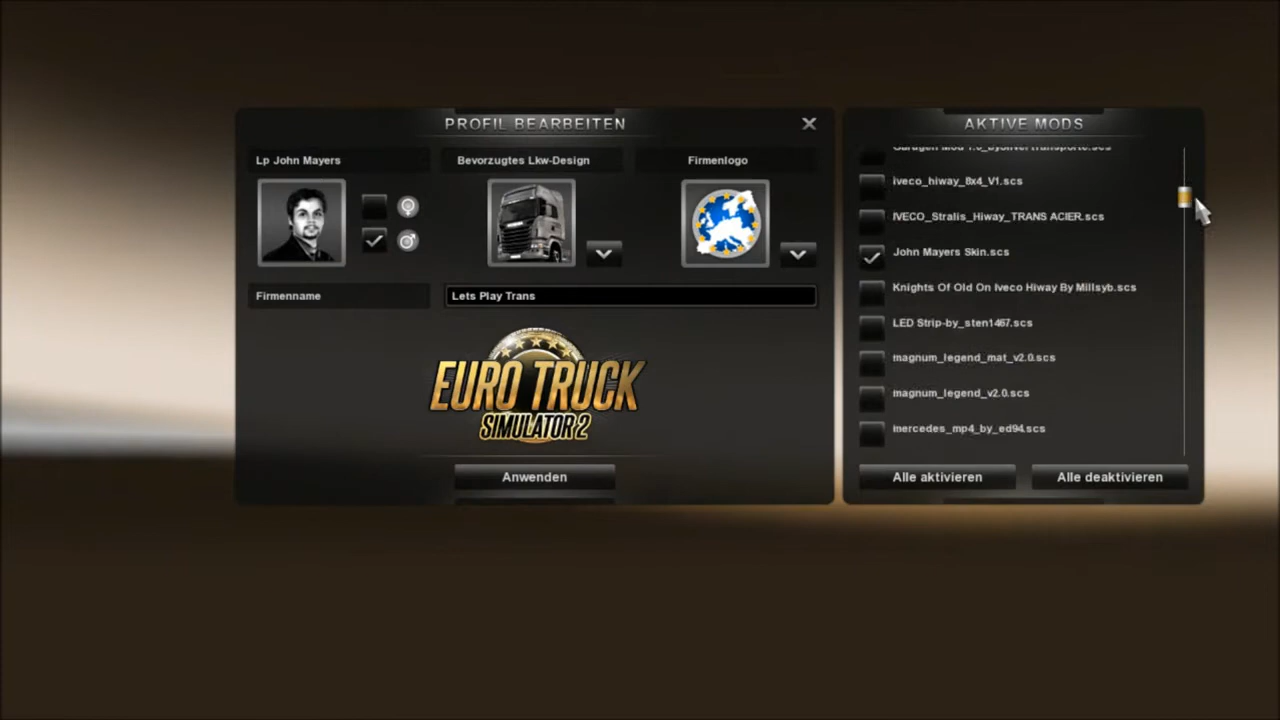 PROFIL BEARBEITEN
Lp John Mayers
Bevorzugtes Lkw-Design
Firmenlogo
Firmenname
Lets Play Trans
EURO TRUCK
SIMULATOR 2
Anwenden
AKTIVE MODS
iveco_hiway_8x4_V1.scs
IVECO_Stralis_Hiway_TRANS ACIER.scs
John Mayers Skin.scs
Knights Of Old On Iveco Hiway By Millsyb.scs
LED Strip-by_sten1467.scs
magnum_legend_mat_v2.0.scs
magnum_legend_v2.0.scs
mercedes_mp4_by_ed94.scs
Alle aktivieren
Alle deaktivieren